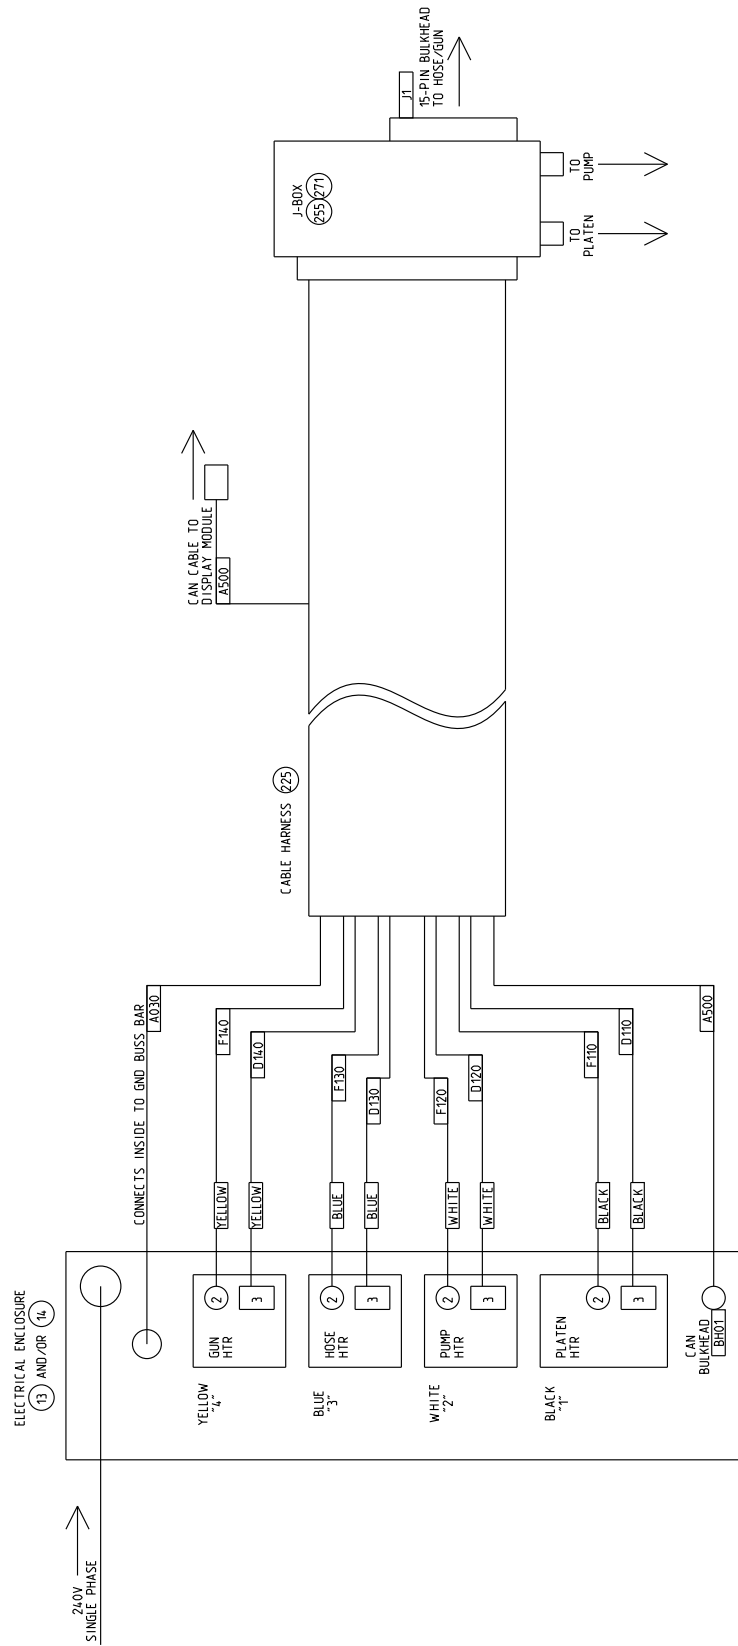 240V
SINGLE PHASE
ELECTRICAL ENCLOSURE
13 AND/OR 14
CONNECTS INSIDE TO GND BUSS BAR
A030
YELLOW
"4"
GUN
HTR
2
3
YELLOW
YELLOW
F140
D140
BLUE
"3"
HOSE
HTR
2
3
BLUE
BLUE
F130
D130
WHITE
"2"
PUMP
HTR
2
3
WHITE
WHITE
F120
D120
BLACK
"1"
PLATEN
HTR
2
3
BLACK
BLACK
F110
D110
CAN
BULKHEAD
BH01
A500
CABLE HARNESS 225
CAN CABLE TO
DISPLAY MODULE
A500
J-BOX
255 271
TO
PLATEN
TO
PUMP
J1
15-PIN BULKHEAD
TO HOSE/GUN